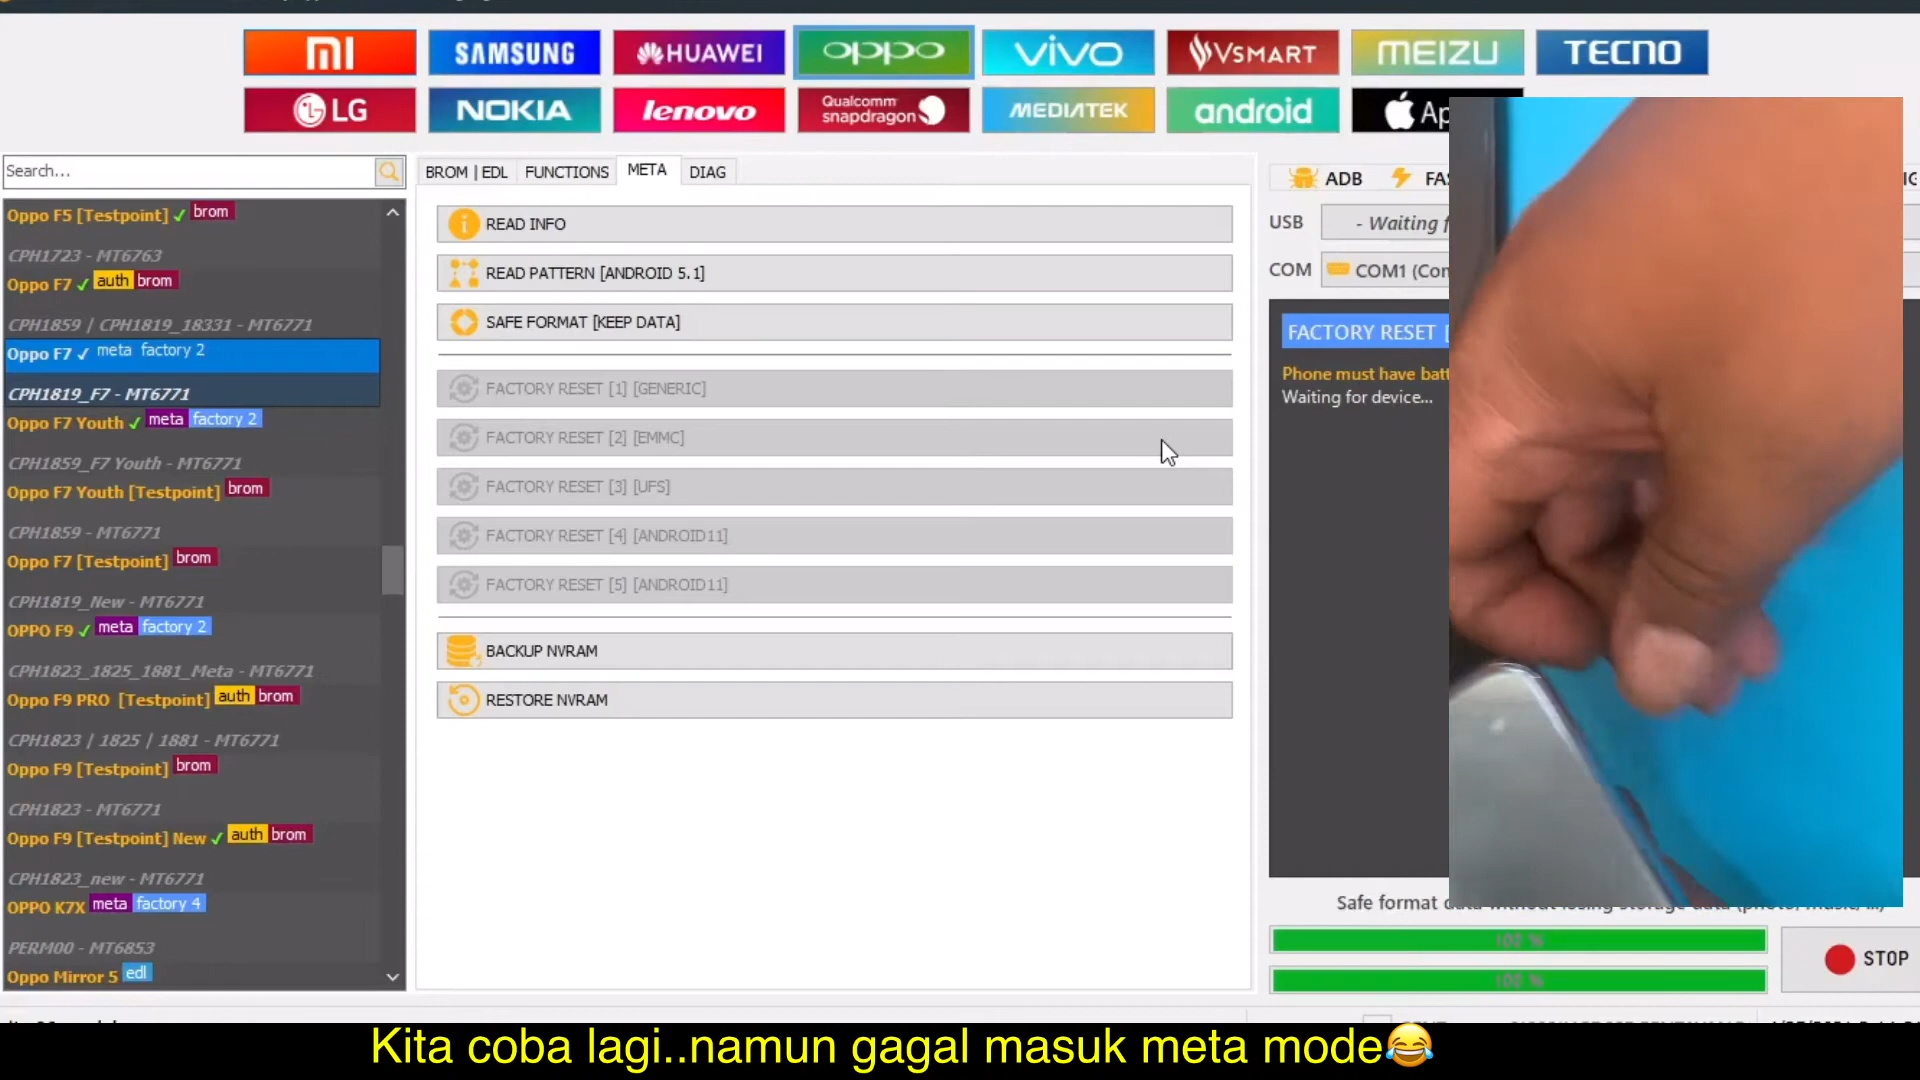 mi
SAMSUNG
HUAWEI
oppo
vivo
VSMART
MEIZU
TECNO
LG
NOKIA
lenovo
Qualcomm
snapdragon
MEDIATEK
android
Search...
BROM | EDL
FUNCTIONS
META
DIAG
Oppo F5 [Testpoint] ✓ brom
CPH1723 - MT6763
Oppo F7 ✓ auth brom
CPH1859 | CPH1819_18331 - MT6771
Oppo F7 ✓ meta factory 2
CPH1819_F7 - MT6771
Oppo F7 Youth ✓ meta factory 2
CPH1859_F7 Youth - MT6771
Oppo F7 Youth [Testpoint] brom
CPH1859 - MT6771
Oppo F7 [Testpoint] brom
CPH1819_New - MT6771
OPPO F9 ✓ meta factory 2
CPH1823_1825_1881_Meta - MT6771
Oppo F9 PRO [Testpoint] auth brom
CPH1823 | 1825 | 1881 - MT6771
Oppo F9 [Testpoint] brom
CPH1823 - MT6771
Oppo F9 [Testpoint] New ✓ auth brom
CPH1823_new - MT6771
OPPO K7X meta factory 4
PERM00 - MT6853
Oppo Mirror 5 edl
READ INFO
READ PATTERN [ANDROID 5.1]
SAFE FORMAT [KEEP DATA]
FACTORY RESET [1] [GENERIC]
FACTORY RESET [2] [EMMC]
FACTORY RESET [3] [UFS]
FACTORY RESET [4] [ANDROID11]
FACTORY RESET [5] [ANDROID11]
BACKUP NVRAM
RESTORE NVRAM
ADB
USB - Waiting
COM COM1
FACTORY RESET [
Phone must have
Waiting for device...
Safe format
100 %
100 %
STOP
Kita coba lagi..namun gagal masuk meta mode😂